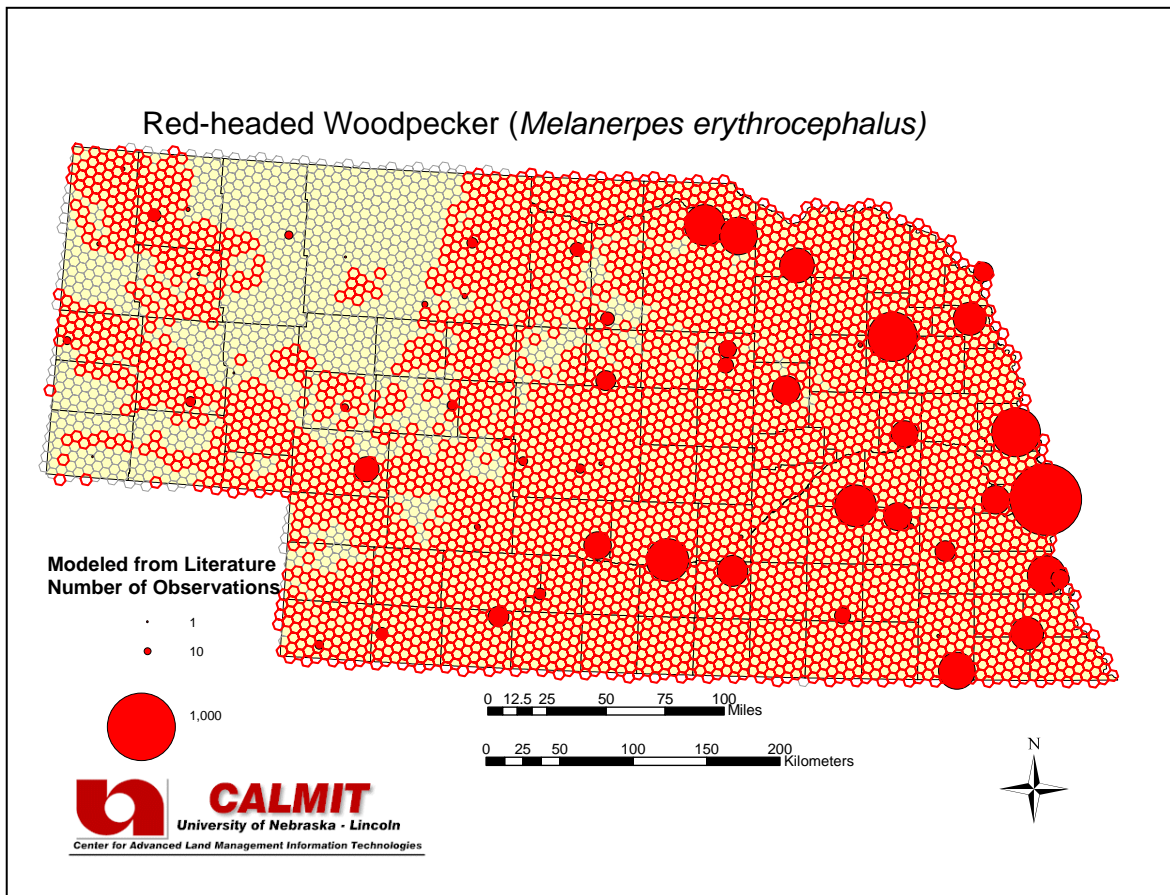 Red-headed Woodpecker (Melanerpes erythrocephalus)
Modeled from Literature
Number of Observations
1
10
1,000
0 12.5 25 50 75 100
Miles
0 25 50 100 150 200
Kilometers
N
CALMIT
University of Nebraska - Lincoln
Center for Advanced Land Management Information Technologies